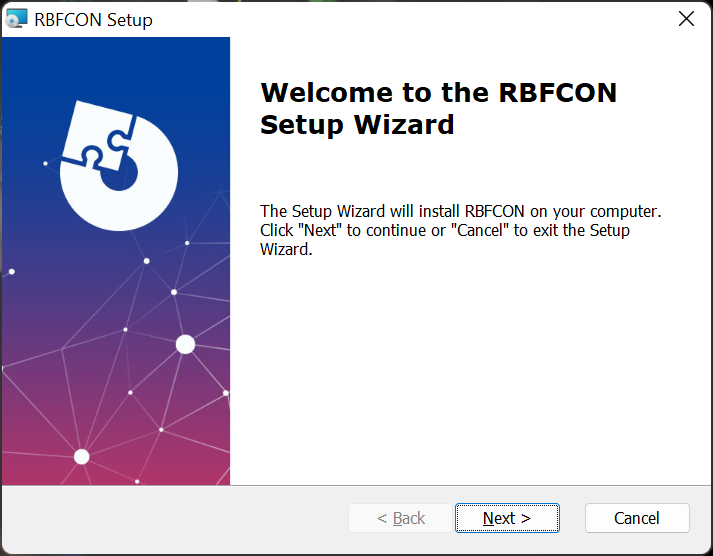 RBFCON Setup
Welcome to the RBFCON
Setup Wizard
The Setup Wizard will install RBFCON on your computer.
Click "Next" to continue or "Cancel" to exit the Setup
Wizard.
< Back
Next >
Cancel